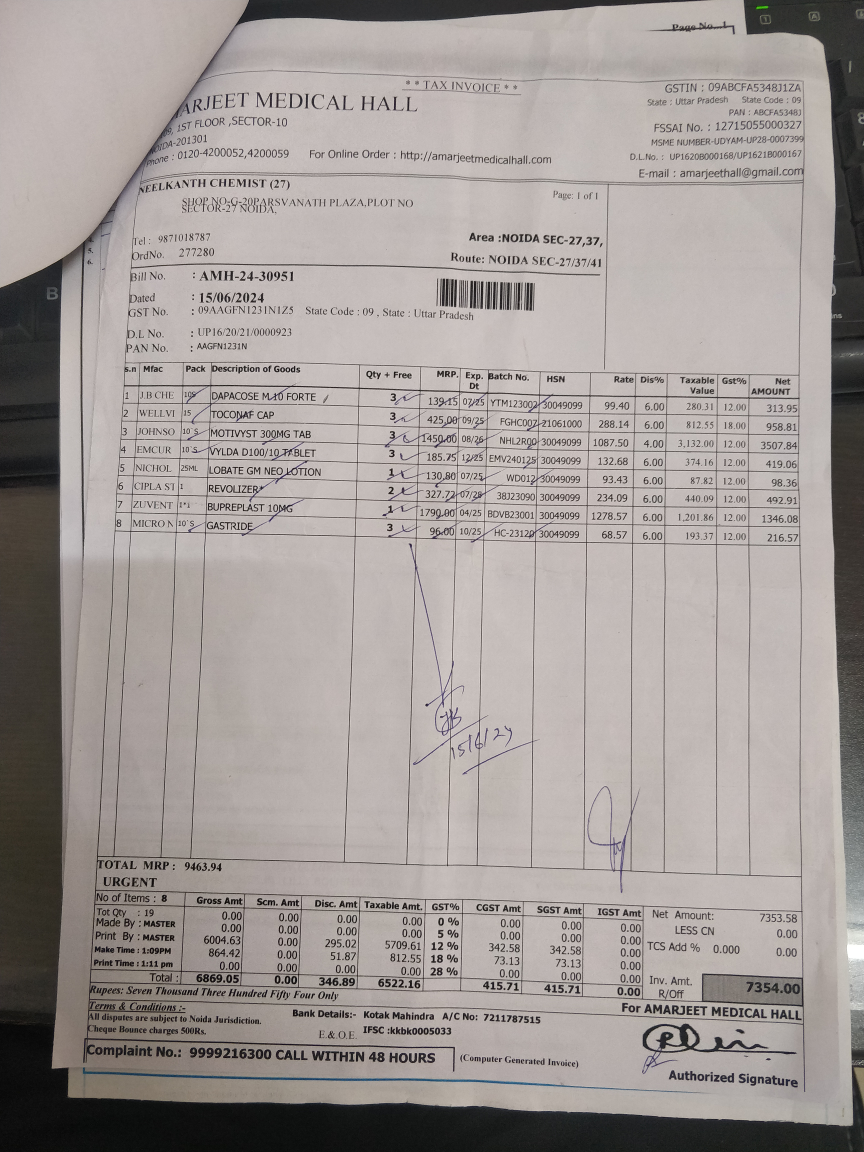 Page No...1
* * TAX INVOICE * *
ARJEET MEDICAL HALL
1ST FLOOR ,SECTOR-10
NOIDA-201301
Phone : 0120-4200052,4200059 For Online Order : http://amarjeetmedicalhall.com
GSTIN : 09ABCFA5348J1ZA
State : Uttar Pradesh State Code : 09
PAN : ABCFA5348J
FSSAI No. : 12715055000327
MSME NUMBER-UDYAM-UP28-0007399
D.L.No. : UP1620B000168/UP1621B000167
E-mail : amarjeethall@gmail.com
NEELKANTH CHEMIST (27)
Page: 1 of 1
SHOP NO-G-20PARSVANATH PLAZA,PLOT NO
SECTOR-27 NOIDA,
Tel : 9871018787
OrdNo. 277280
Area :NOIDA SEC-27,37,
Route: NOIDA SEC-27/37/41
Bill No. : AMH-24-30951
Dated : 15/06/2024
GST No. : 09AAGFN1231N1Z5 State Code : 09 , State : Uttar Pradesh
D.L No. : UP16/20/21/0000923
PAN No. : AAGFN1231N
s.n Mfac Pack Description of Goods Qty + Free MRP. Exp. Dt Batch No. HSN Rate Dis% Taxable Value Gst% Net AMOUNT
1 J.B CHE 10S DAPACOSE M 10 FORTE 3 139.15 07/25 YTM123002 30049099 99.40 6.00 280.31 12.00 313.95
2 WELLVI 15 TOCONAF CAP 3 425.00 09/25 FGHC002 21061000 288.14 6.00 812.55 18.00 958.81
3 JOHNSO 10`S MOTIVYST 300MG TAB 3 1450.00 08/26 NHL2R00 30049099 1087.50 4.00 3,132.00 12.00 3507.84
4 EMCUR 10`S VYLDA D100/10 TABLET 3 185.75 12/25 EMV240125 30049099 132.68 6.00 374.16 12.00 419.06
5 NICHOL 25ML LOBATE GM NEO LOTION 1 130.80 07/25 WD012 30049099 93.43 6.00 87.82 12.00 98.36
6 CIPLA ST 1 REVOLIZER* 2 327.72 07/28 38J23090 30049099 234.09 6.00 440.09 12.00 492.91
7 ZUVENT 1*1 BUPREPLAST 10MG 1 1790.00 04/25 BDVB23001 30049099 1278.57 6.00 1,201.86 12.00 1346.08
8 MICRO N 10`S GASTRIDE 3 96.00 10/25 HC-23120 30049099 68.57 6.00 193.37 12.00 216.57
15/6/24
TOTAL MRP : 9463.94
URGENT
No of Items : 8 Gross Amt Scm. Amt Disc. Amt Taxable Amt. GST% CGST Amt SGST Amt IGST Amt
Tot Qty : 19 0.00 0.00 0.00 0.00 0 % 0.00 0.00 0.00
Made By : MASTER 0.00 0.00 0.00 0.00 5 % 0.00 0.00 0.00
Print By : MASTER 6004.63 0.00 295.02 5709.61 12 % 342.58 342.58 0.00
Make Time : 1:09PM 864.42 0.00 51.87 812.55 18 % 73.13 73.13 0.00
Print Time : 1:11 pm 0.00 0.00 0.00 0.00 28 % 0.00 0.00 0.00
Total : 6869.05 0.00 346.89 6522.16 415.71 415.71 0.00
Net Amount: 7353.58
LESS CN 0.00
TCS Add % 0.000 0.00
Inv. Amt. 7354.00
R/Off
Rupees: Seven Thousand Three Hundred Fifty Four Only
Terms & Conditions :-
All disputes are subject to Noida Jurisdiction.
Cheque Bounce charges 500Rs.
Bank Details:- Kotak Mahindra A/C No: 7211787515
E.& O.E. IFSC :kkbk0005033
For AMARJEET MEDICAL HALL
Complaint No.: 9999216300 CALL WITHIN 48 HOURS
(Computer Generated Invoice)
Authorized Signature